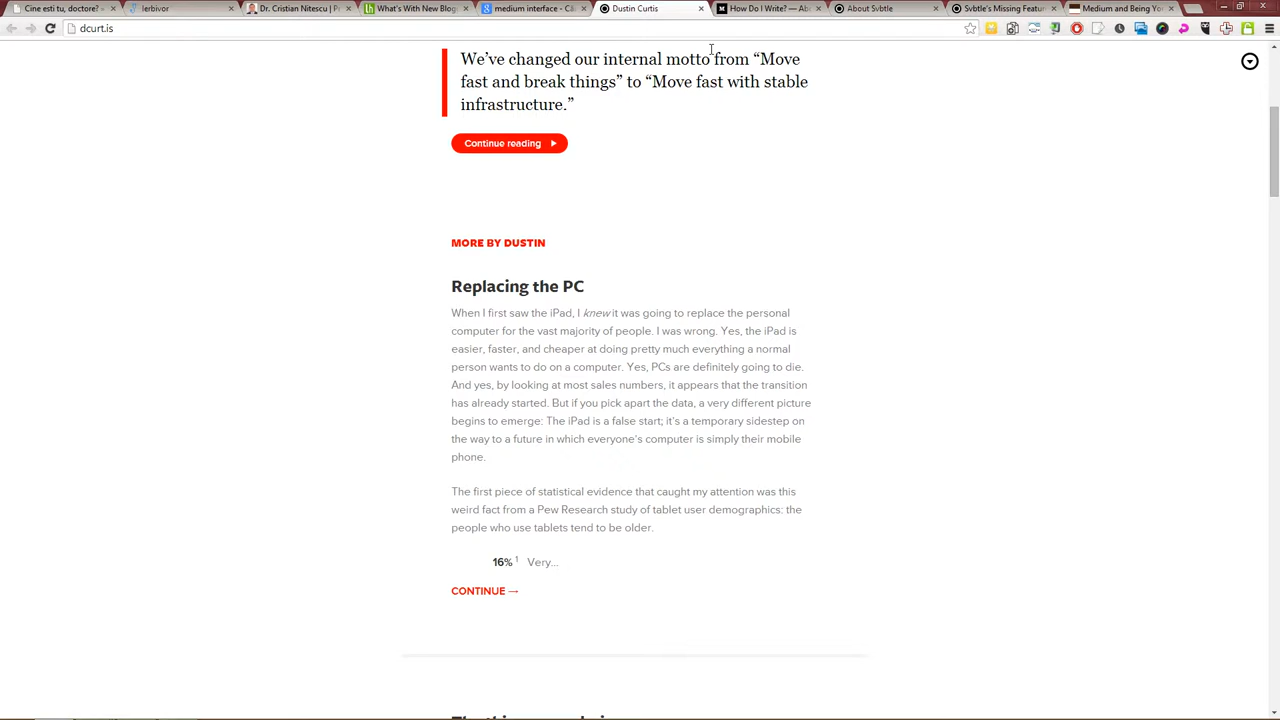 Cine esti tu, doctore?
lerbivor
Dr. Cristian Nitescu | P
What's With New Blog
medium interface - C
Dustin Curtis
How Do I Write? — Ab
About Svbtle
Svbtle's Missing Featur
Medium and Being Yo
dcurt.is
We've changed our internal motto from “Move
fast and break things” to “Move fast with stable
infrastructure.”
Continue reading
MORE BY DUSTIN
Replacing the PC
When I first saw the iPad, I knew it was going to replace the personal
computer for the vast majority of people. I was wrong. Yes, the iPad is
easier, faster, and cheaper at doing pretty much everything a normal
person wants to do on a computer. Yes, PCs are definitely going to die.
And yes, by looking at most sales numbers, it appears that the transition
has already started. But if you pick apart the data, a very different picture
begins to emerge: The iPad is a false start; it's a temporary sidestep on
the way to a future in which everyone's computer is simply their mobile
phone.
The first piece of statistical evidence that caught my attention was this
weird fact from a Pew Research study of tablet user demographics: the
people who use tablets tend to be older.
16% 1 Very...
CONTINUE →